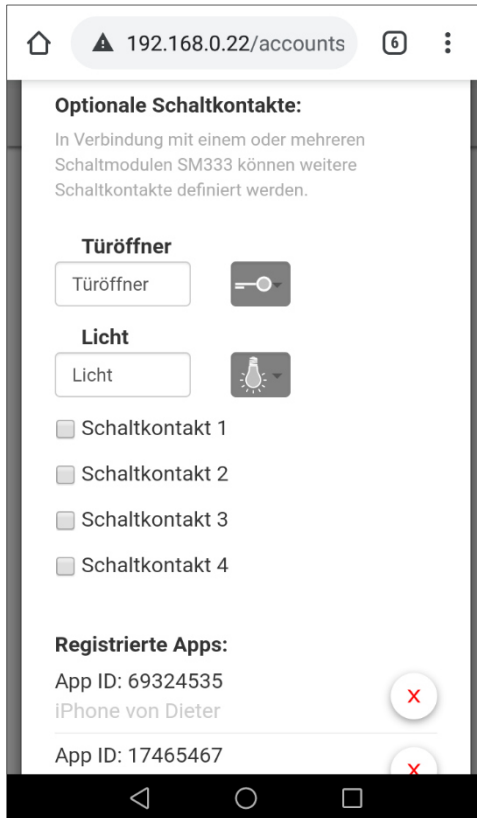 192.168.0.22/accounts
6
Optionale Schaltkontakte:
In Verbindung mit einem oder mehreren
Schaltmodulen SM333 können weitere
Schaltkontakte definiert werden.
Türöffner
Türöffner
Licht
Licht
Schaltkontakt 1
Schaltkontakt 2
Schaltkontakt 3
Schaltkontakt 4
Registrierte Apps:
App ID: 69324535
X
iPhone von Dieter
App ID: 17465467
X